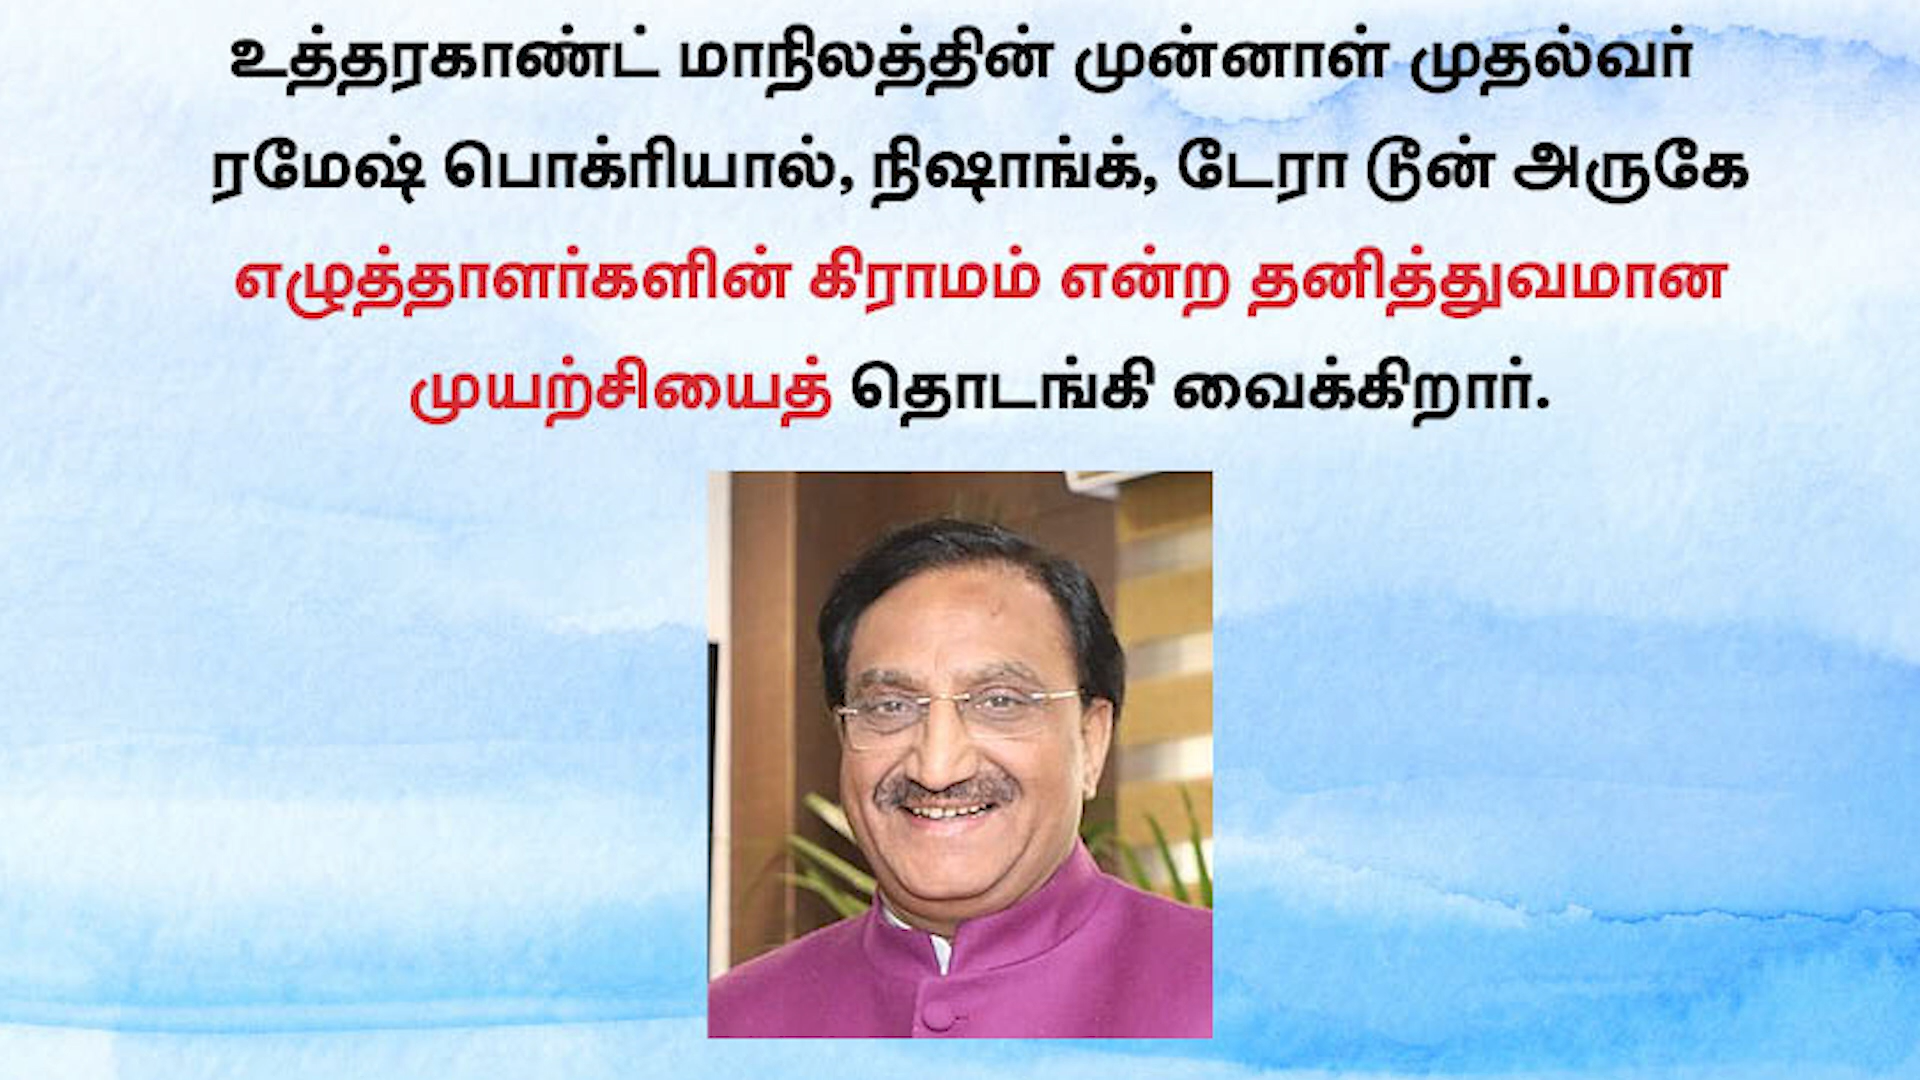 உத்தரகாண்ட் மாநிலத்தின் முன்னாள் முதல்வர்
ரமேஷ் பொக்ரியால், நிஷாங்க், டேரா டூன் அருகே
எழுத்தாளர்களின் கிராமம் என்ற தனித்துவமான
முயற்சியைத் தொடங்கி வைக்கிறார்.